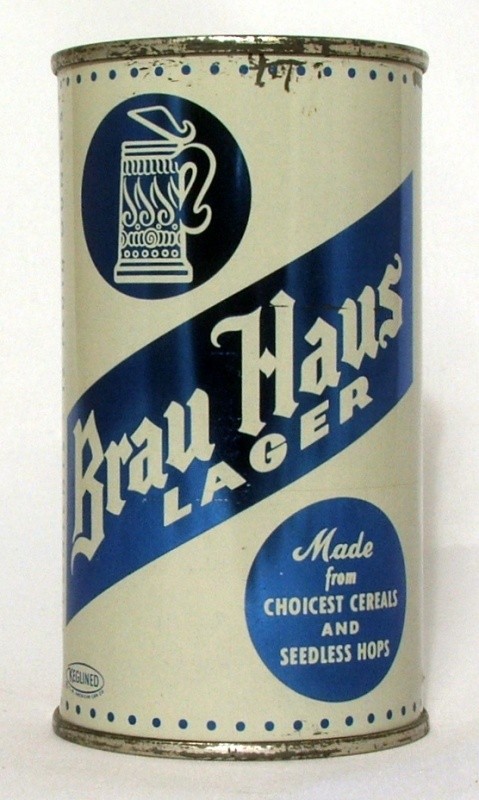 Brau Haus
LAGER
Made
from
CHOICEST CEREALS
AND
SEEDLESS HOPS
KEGLINED